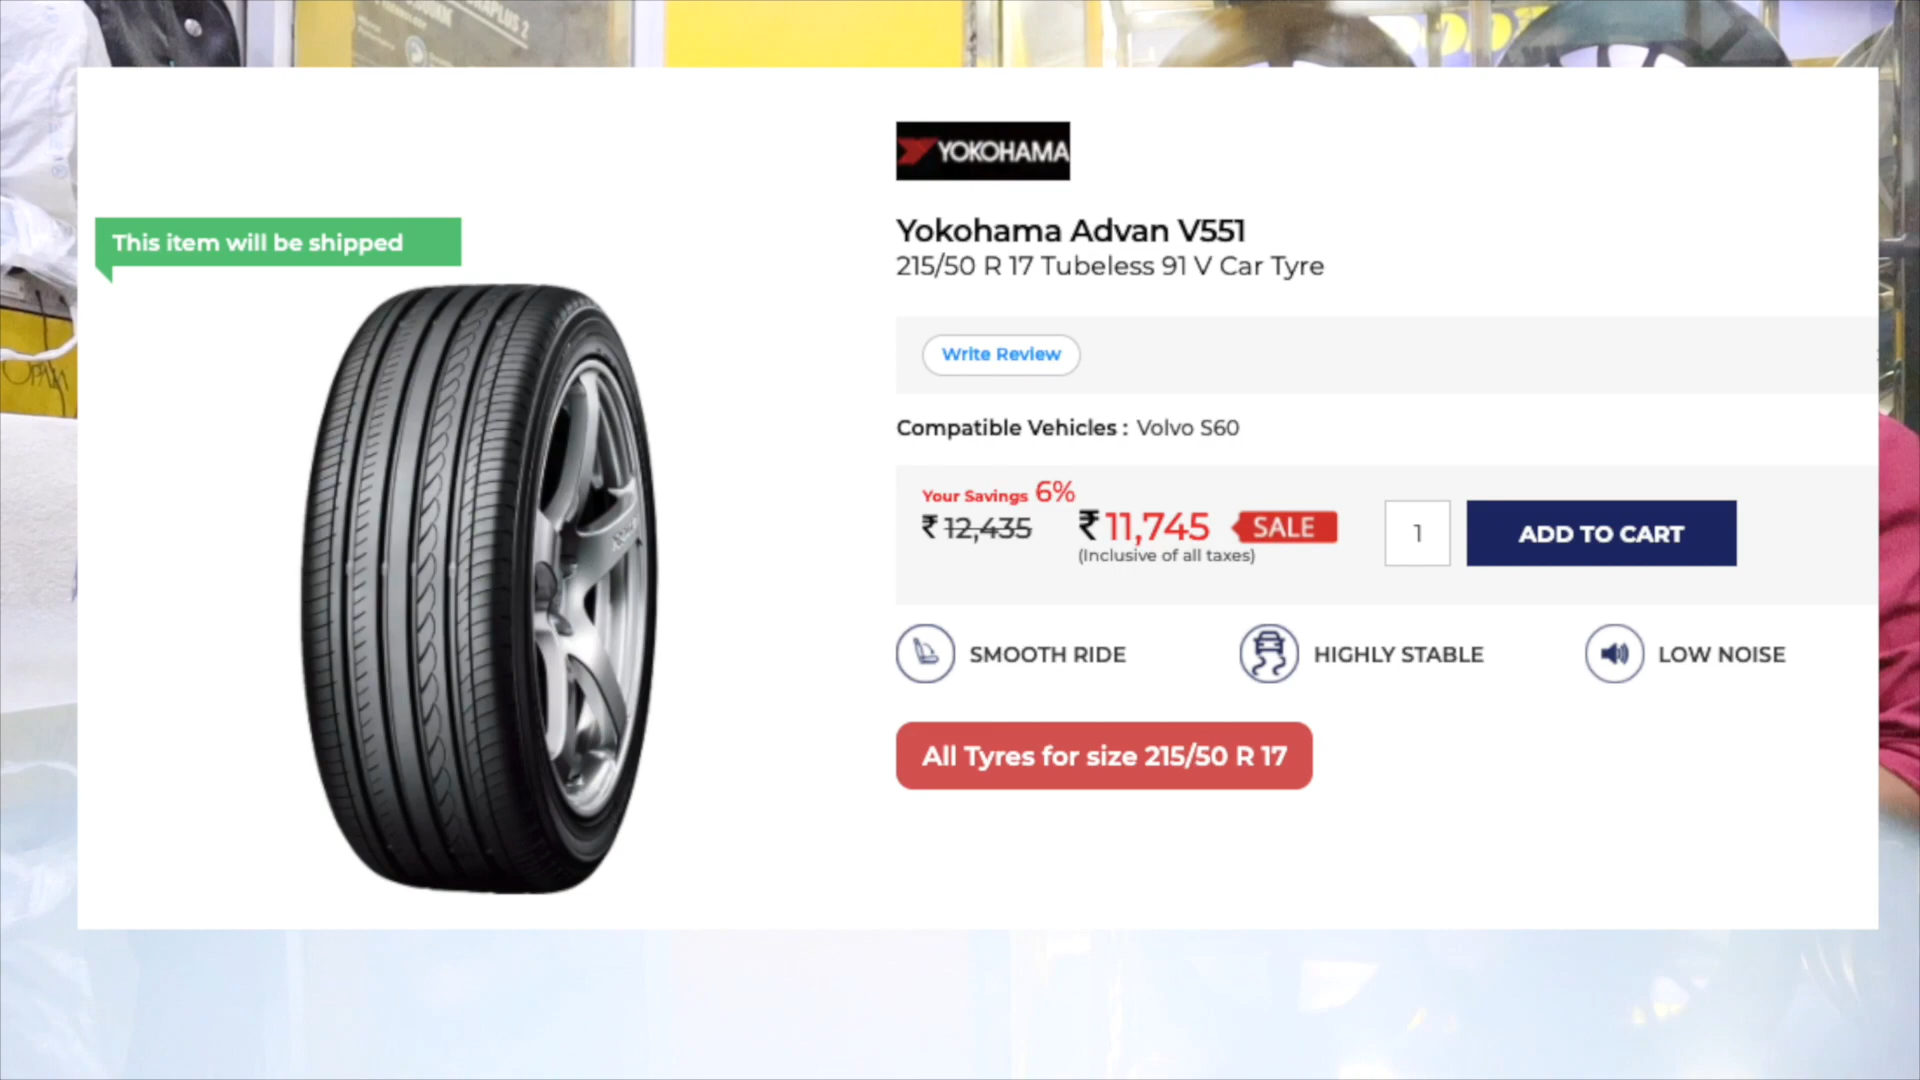 YOKOHAMA
Yokohama Advan V551
215/50 R 17 Tubeless 91 V Car Tyre
This item will be shipped
Write Review
Compatible Vehicles : Volvo S60
Your Savings 6%
₹ 12,435 ₹ 11,745 SALE 1 ADD TO CART
(Inclusive of all taxes)
SMOOTH RIDE HIGHLY STABLE LOW NOISE
All Tyres for size 215/50 R 17